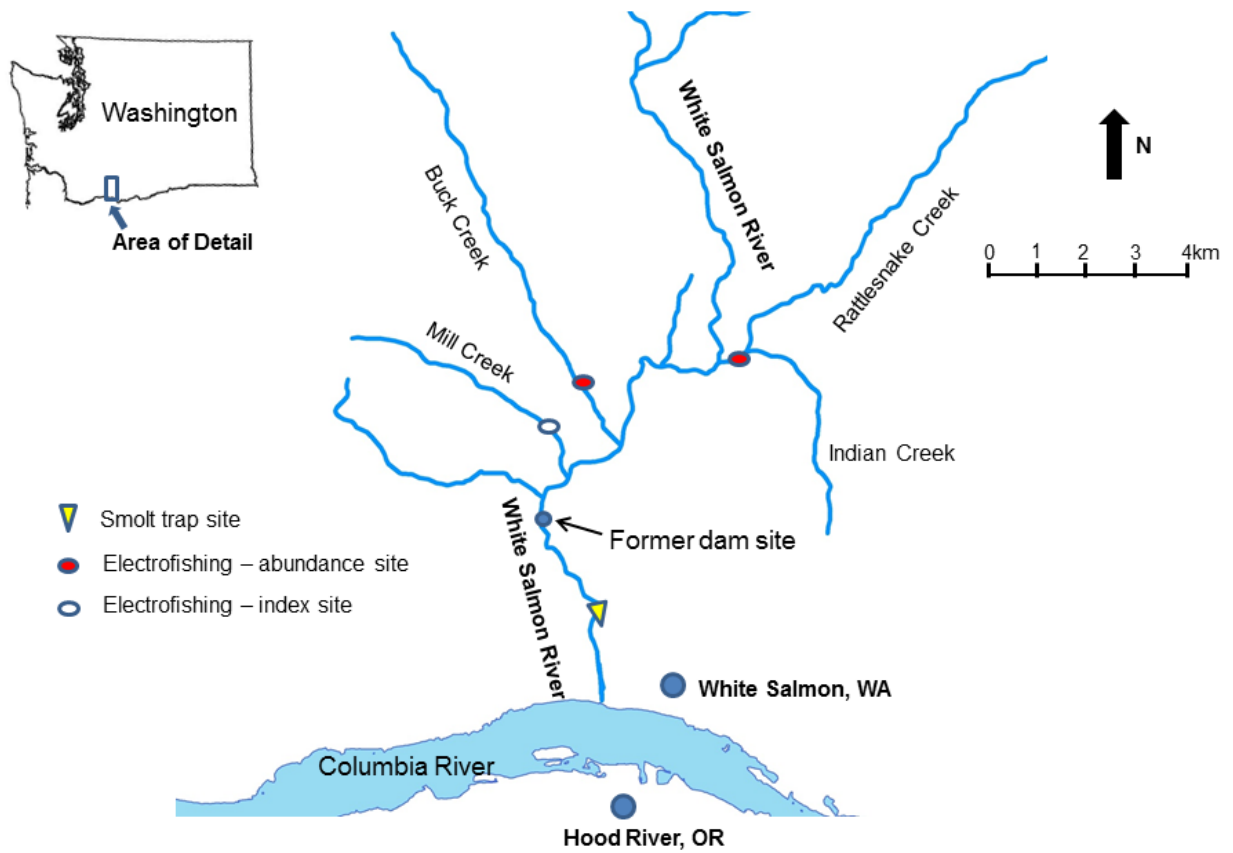 Washington
Area of Detail
Buck Creek
White Salmon River
Rattlesnake Creek
N
0 1 2 3 4km
Mill Creek
Indian Creek
Smolt trap site
Electrofishing – abundance site
Electrofishing – index site
White Salmon River
Former dam site
White Salmon, WA
Columbia River
Hood River, OR